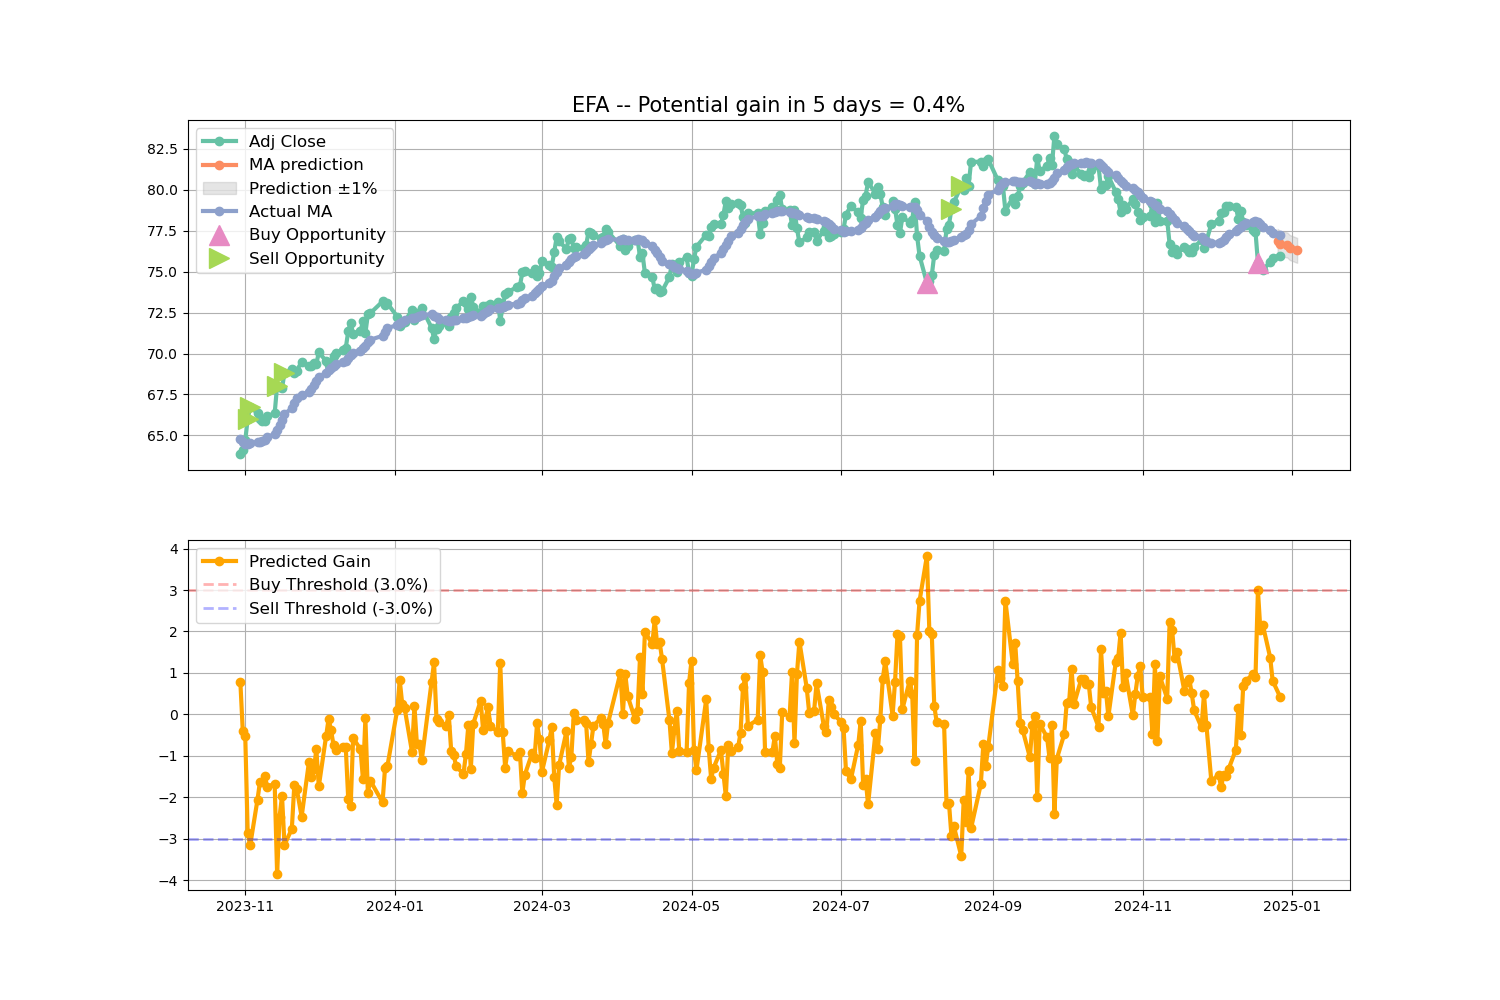 EFA -- Potential gain in 5 days = 0.4%
Adj Close
MA prediction
Prediction ±1%
Actual MA
Buy Opportunity
Sell Opportunity
82.5
80.0
77.5
75.0
72.5
70.0
67.5
65.0
Predicted Gain
Buy Threshold (3.0%)
Sell Threshold (-3.0%)
4
3
2
1
0
−1
−2
−3
−4
2023-11 2024-01 2024-03 2024-05 2024-07 2024-09 2024-11 2025-01